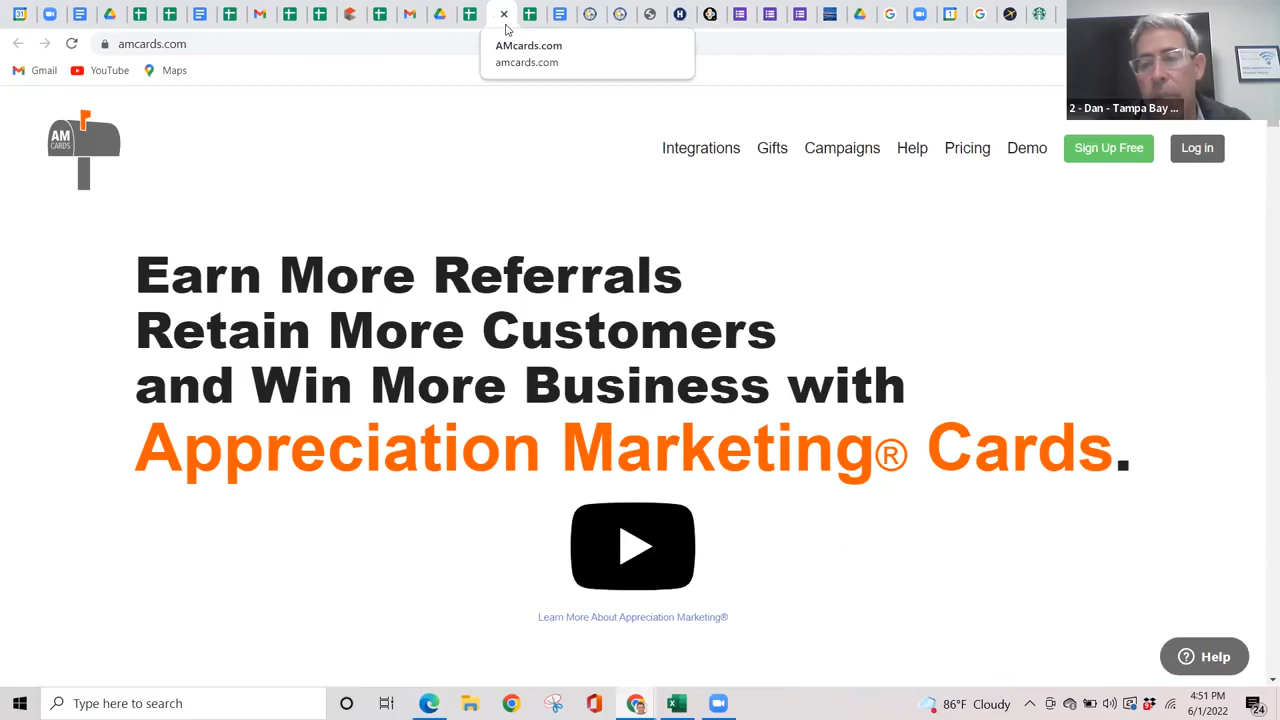 amcards.com
AMcards.com
amcards.com
2 - Dan - Tampa Bay ...
Gmail
YouTube
Maps
AM
CARDS
Integrations
Gifts
Campaigns
Help
Pricing
Demo
Sign Up Free
Log in
Earn More Referrals
Retain More Customers
and Win More Business with
Appreciation Marketing® Cards.
Learn More About Appreciation Marketing®
Help
Type here to search
86°F Cloudy
4:51 PM
6/1/2022
24